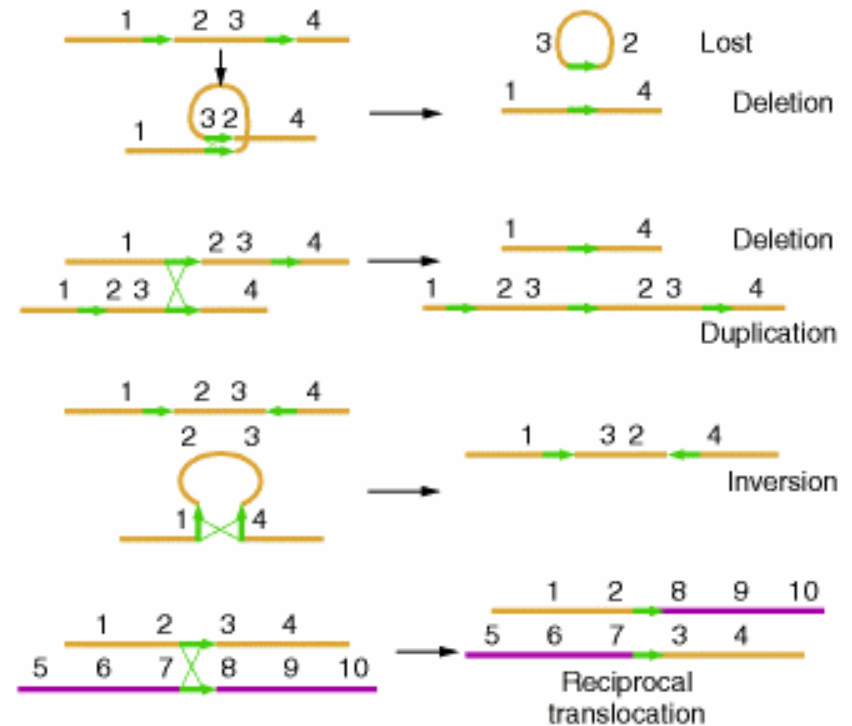 1 2 3 4
3 2 Lost
1 4 Deletion
3 2
1 4
1 2 3 4
1 4 Deletion
1 2 3 4
1 2 3 2 3 4
Duplication
1 2 3 4
2 3
1 4
1 3 2 4
Inversion
1 2 3 4
5 6 7 8 9 10
1 2 8 9 10
5 6 7 3 4
Reciprocal
translocation